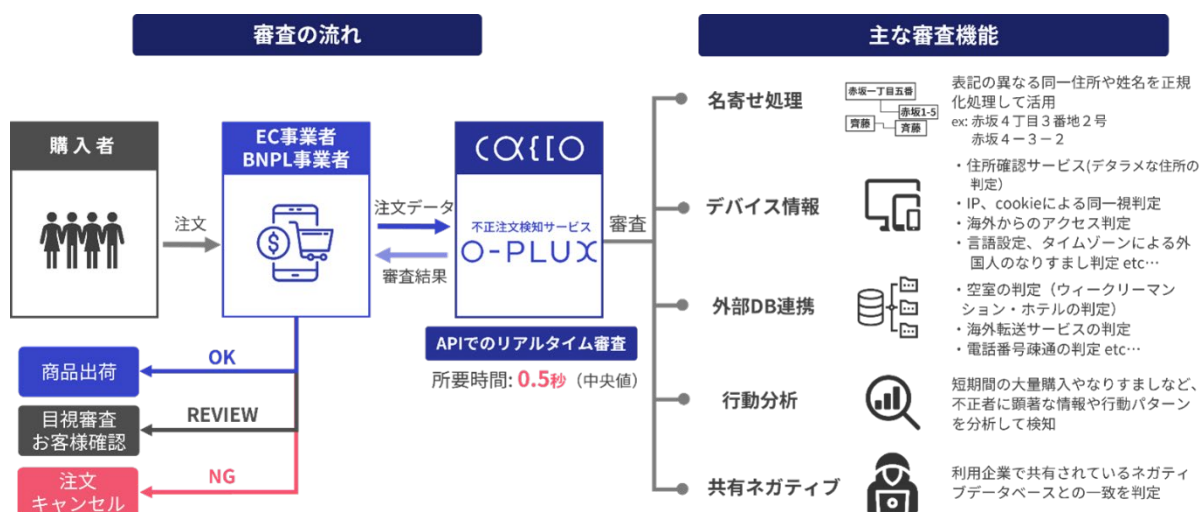 審査の流れ
購入者
注文
EC事業者
BNPL事業者
注文データ
審査結果
cacco
不正注文検知サービス
O-PLUX
審査
APIでのリアルタイム審査
所要時間: 0.5秒（中央値）
OK
商品出荷
REVIEW
目視審査
お客様確認
NG
注文
キャンセル
主な審査機能
名寄せ処理
赤坂一丁目五番
赤坂1-5
齊藤
斉藤
表記の異なる同一住所や姓名を正規
化処理して活用
ex: 赤坂４丁目３番地２号
赤坂４ー３－２
デバイス情報
・住所確認サービス(デタラメな住所の
判定）
・IP、cookieによる同一視判定
・海外からのアクセス判定
・言語設定、タイムゾーンによる外
国人のなりすまし判定 etc…
外部DB連携
・空室の判定（ウィークリーマン
ション・ホテルの判定）
・海外転送サービスの判定
・電話番号疎通の判定 etc…
行動分析
短期間の大量購入やなりすましなど、
不正者に顕著な情報や行動パターン
を分析して検知
共有ネガティブ
利用企業で共有されているネガティ
ブデータベースとの一致を判定